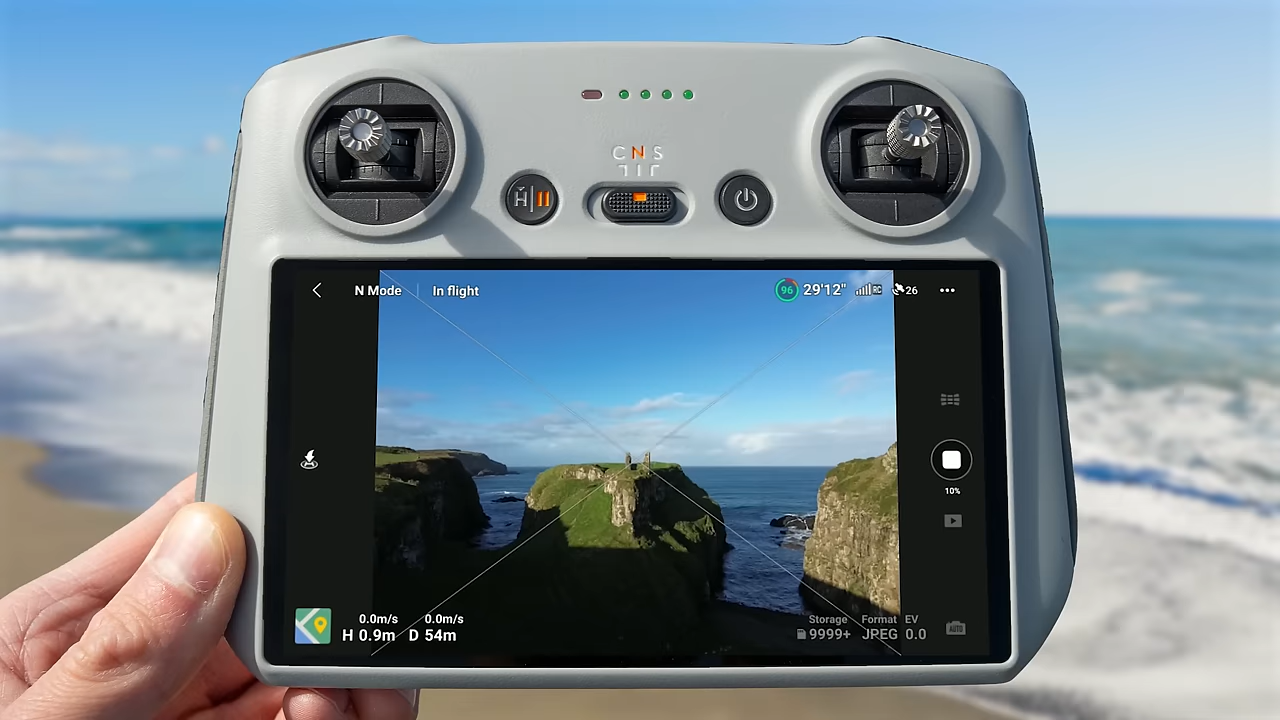 C N S
H
N Mode In flight 96 29'12" RC 26 •••
10%
0.0m/s 0.0m/s
H 0.9m D 54m
Storage Format EV
9999+ JPEG 0.0
AUTO